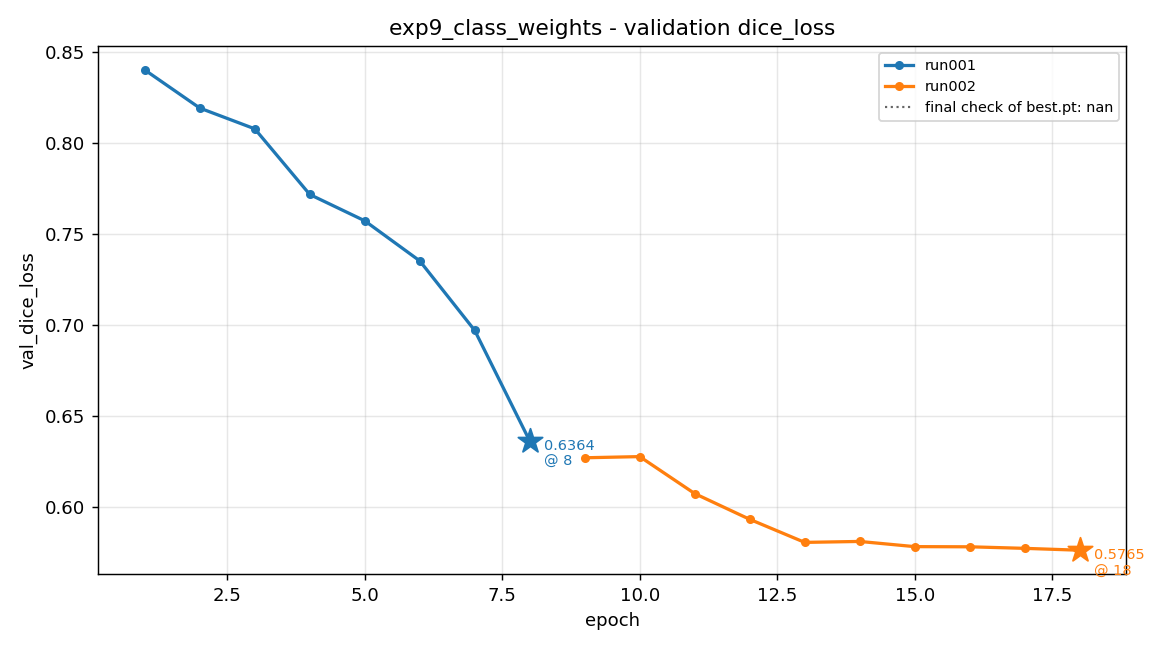 exp9_class_weights - validation dice_loss
run001
run002
final check of best.pt: nan
val_dice_loss
0.85
0.80
0.75
0.70
0.65
0.60
0.6364
@ 8
0.5765
@ 18
2.5
5.0
7.5
10.0
12.5
15.0
17.5
epoch